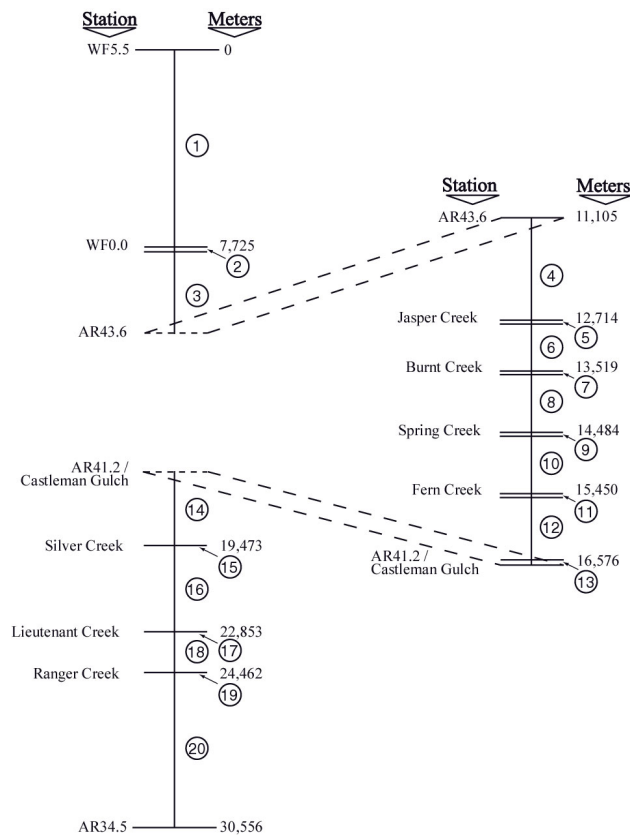 Station Meters
WF5.5 0
①
WF0.0 7,725
②
③
AR43.6
Station Meters
AR43.6 11,105
④
Jasper Creek 12,714
⑤
⑥
Burnt Creek 13,519
⑦
⑧
Spring Creek 14,484
⑨
⑩
Fern Creek 15,450
⑪
⑫
AR41.2 /
Castleman Gulch 16,576
⑬
AR41.2 /
Castleman Gulch
⑭
Silver Creek 19,473
⑮
⑯
Lieutenant Creek 22,853
⑱ ⑰
Ranger Creek 24,462
⑲
⑳
AR34.5 30,556